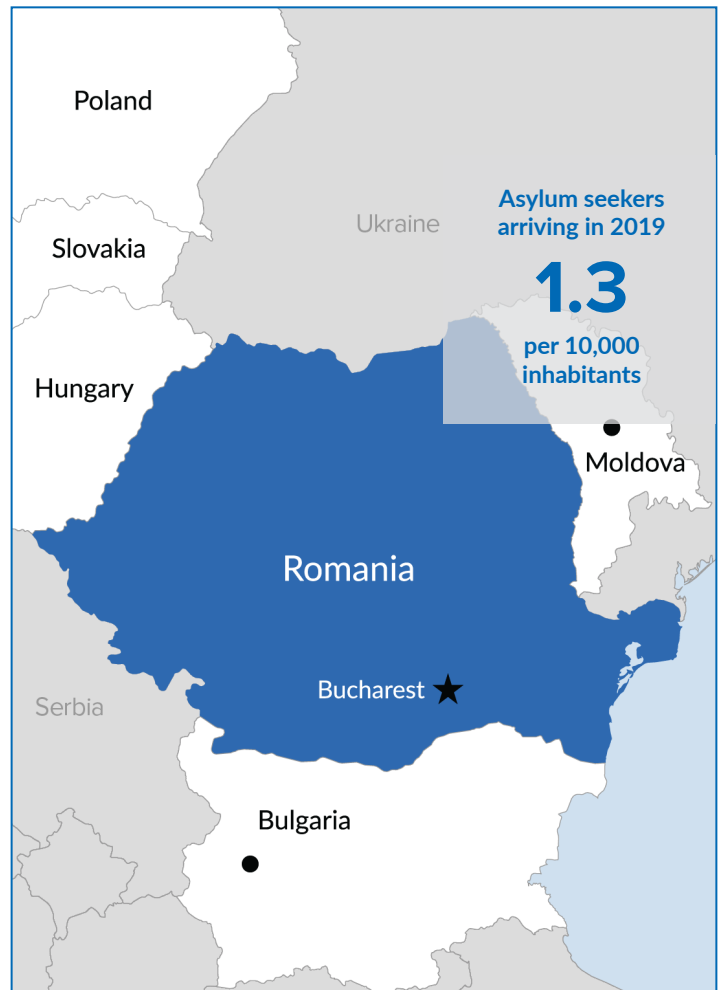 Poland
Ukraine
Asylum seekers
arriving in 2019
1.3
per 10,000
inhabitants
Slovakia
Hungary
Moldova
Romania
Bucharest
Serbia
Bulgaria